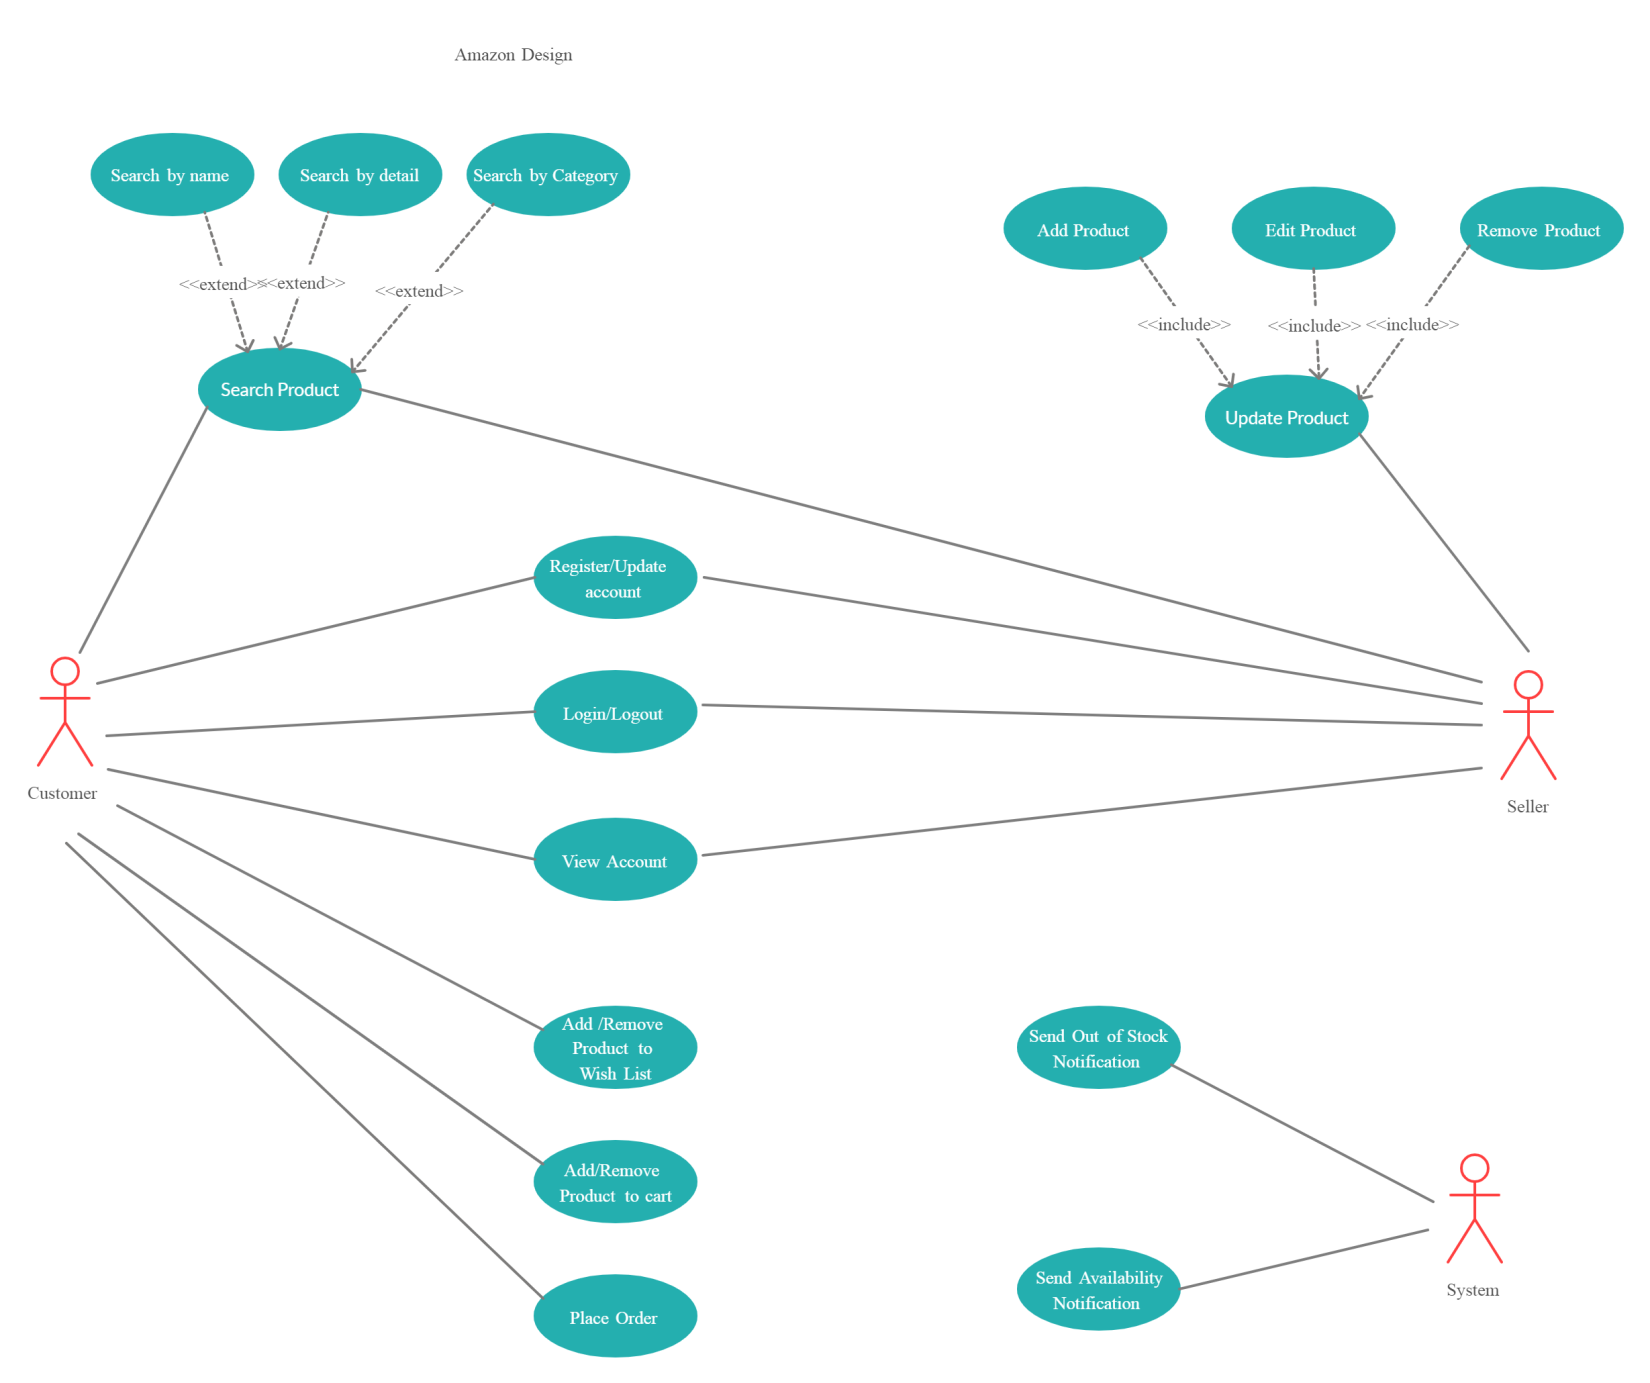 Amazon Design
Search by name
Search by detail
Search by Category
Add Product
Edit Product
Remove Product
<<extend>>
<<extend>>
<<extend>>
<<include>>
<<include>>
<<include>>
Search Product
Update Product
Register/Update
account
Login/Logout
Customer
Seller
View Account
Add /Remove
Product to
Wish List
Send Out of Stock
Notification
Add/Remove
Product to cart
Send Availability
Notification
System
Place Order